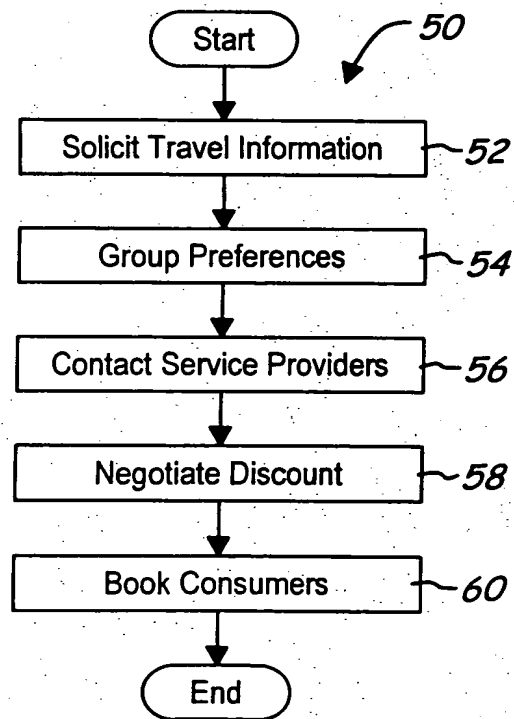 Start
50
Solicit Travel Information 52
Group Preferences 54
Contact Service Providers 56
Negotiate Discount 58
Book Consumers 60
End